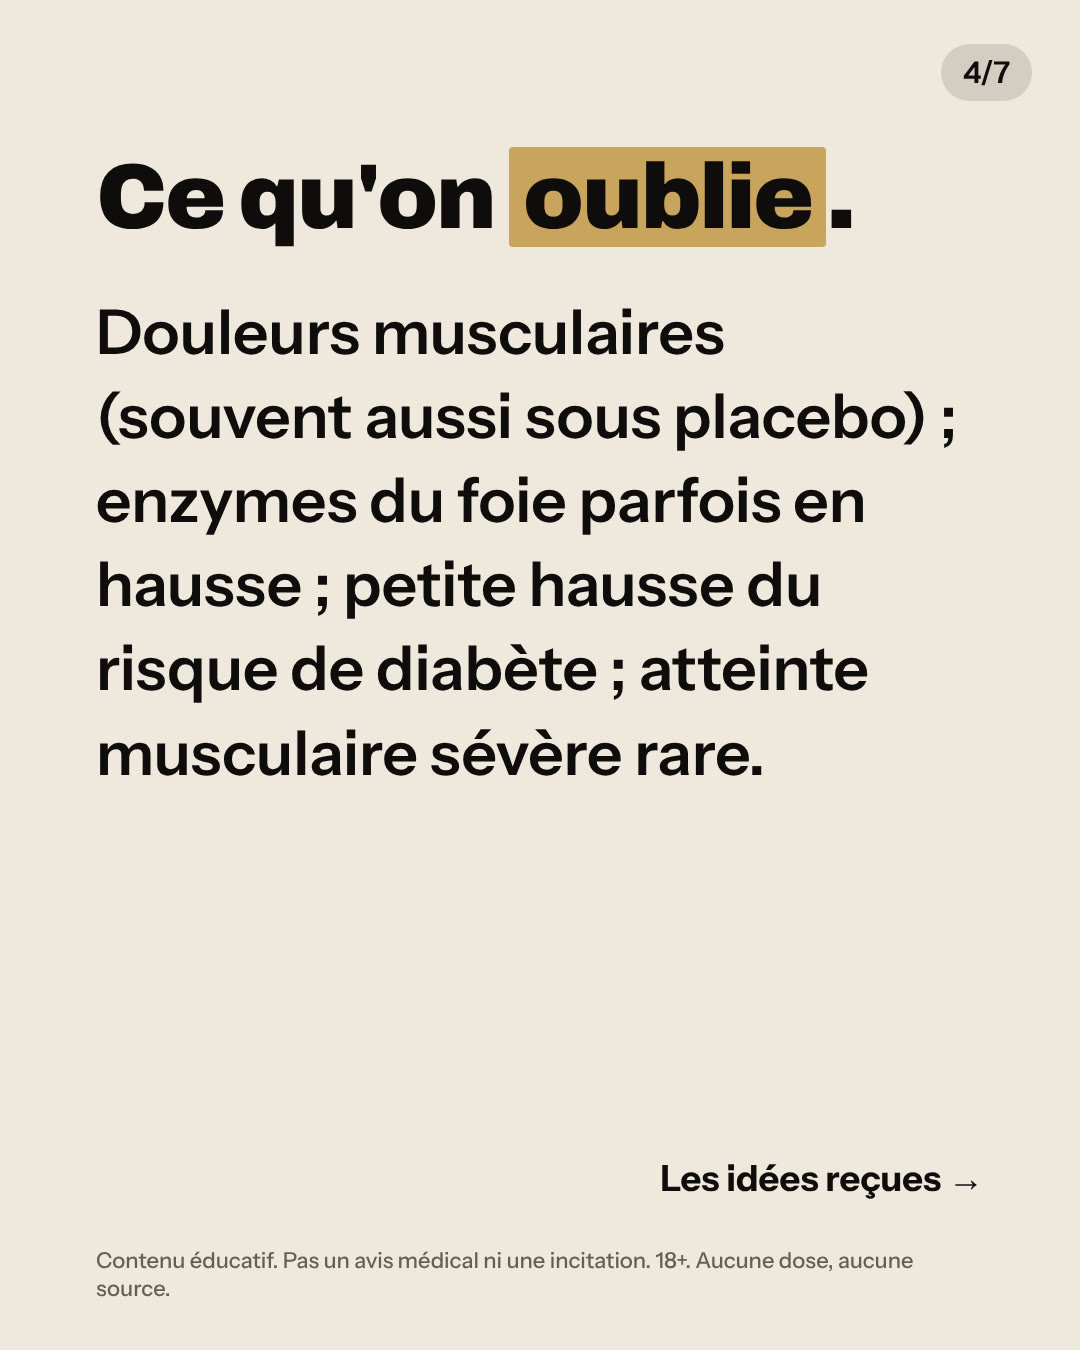 4/7
Ce qu'on oublie.
Douleurs musculaires
(souvent aussi sous placebo) ;
enzymes du foie parfois en
hausse ; petite hausse du
risque de diabète ; atteinte
musculaire sévère rare.
Les idées reçues →
Contenu éducatif. Pas un avis médical ni une incitation. 18+. Aucune dose, aucune
source.